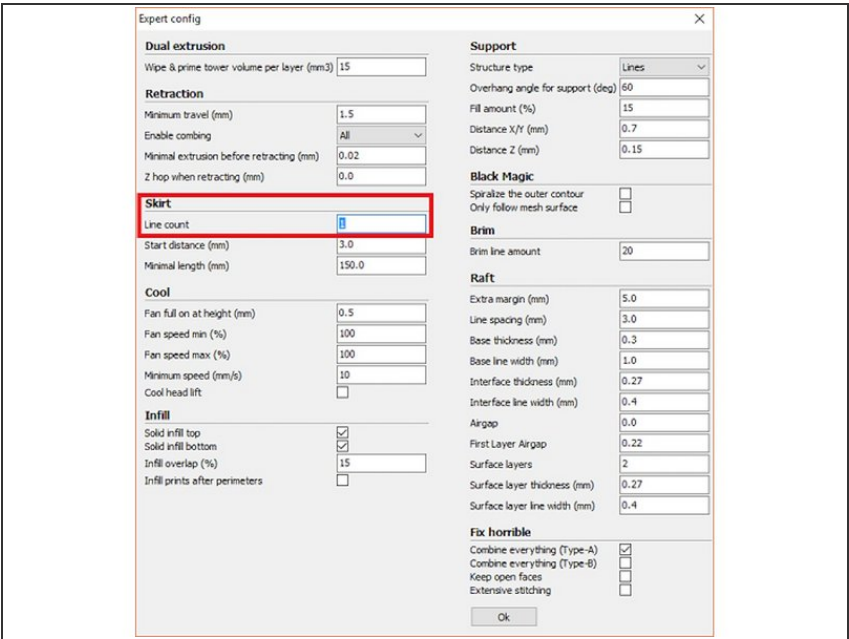 Expert config
Dual extrusion
Wipe & prime tower volume per layer (mm3) 15
Retraction
Minimum travel (mm) 1.5
Enable combing All
Minimal extrusion before retracting (mm) 0.02
Z hop when retracting (mm) 0.0
Skirt
Line count 1
Start distance (mm) 3.0
Minimal length (mm) 150.0
Cool
Fan full on at height (mm) 0.5
Fan speed min (%) 100
Fan speed max (%) 100
Minimum speed (mm/s) 10
Cool head lift
Infill
Solid infill top
Solid infill bottom
Infill overlap (%) 15
Infill prints after perimeters
Support
Structure type Lines
Overhang angle for support (deg) 60
Fill amount (%) 15
Distance X/Y (mm) 0.7
Distance Z (mm) 0.15
Black Magic
Spiralize the outer contour
Only follow mesh surface
Brim
Brim line amount 20
Raft
Extra margin (mm) 5.0
Line spacing (mm) 3.0
Base thickness (mm) 0.3
Base line width (mm) 1.0
Interface thickness (mm) 0.27
Interface line width (mm) 0.4
Airgap 0.0
First Layer Airgap 0.22
Surface layers 2
Surface layer thickness (mm) 0.27
Surface layer line width (mm) 0.4
Fix horrible
Combine everything (Type-A)
Combine everything (Type-B)
Keep open faces
Extensive stitching
Ok